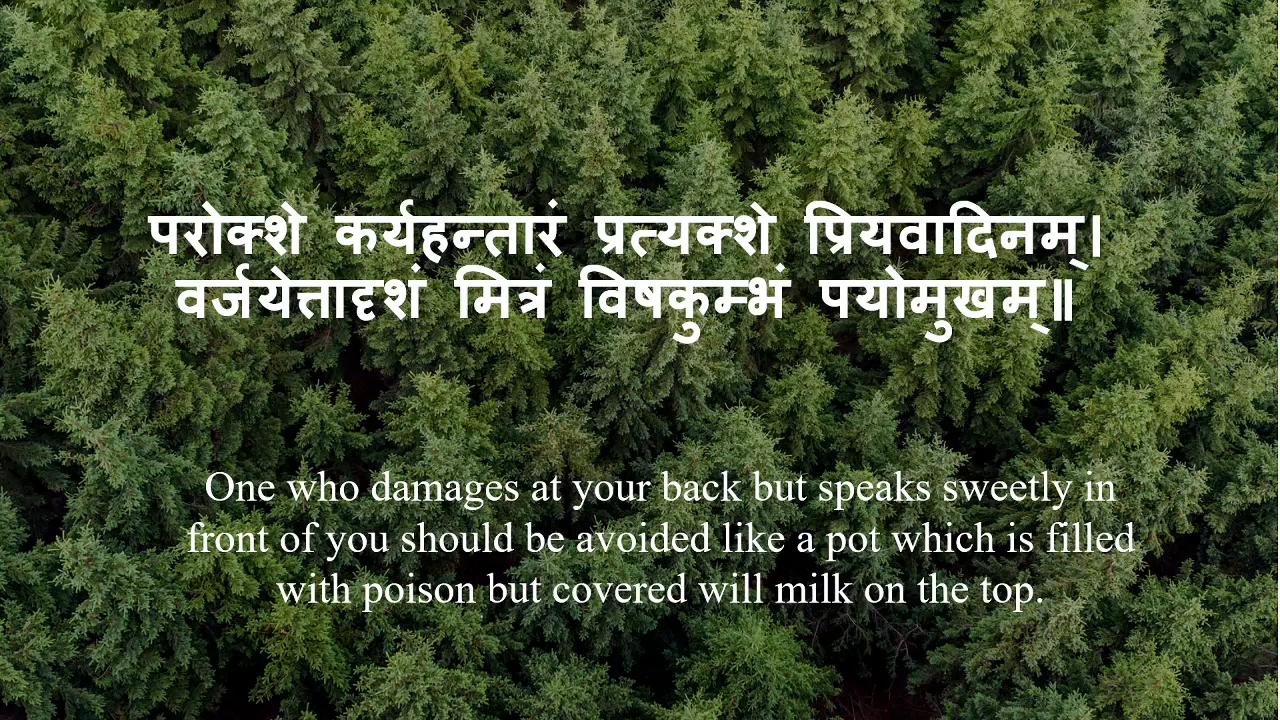 परोक्शे कर्यहन्तारं प्रत्यक्शे प्रियवादिनम्।
वर्जयेत्तादृशं मित्रं विषकुम्भं पयोमुखम्॥
One who damages at your back but speaks sweetly in
front of you should be avoided like a pot which is filled
with poison but covered will milk on the top.